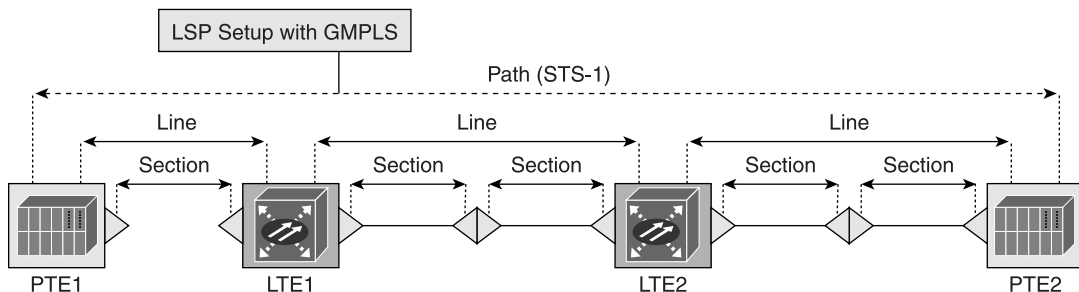 LSP Setup with GMPLS
Path (STS-1)
Line
Line
Line
Section
Section
Section
Section
Section
PTE1
LTE1
LTE2
PTE2